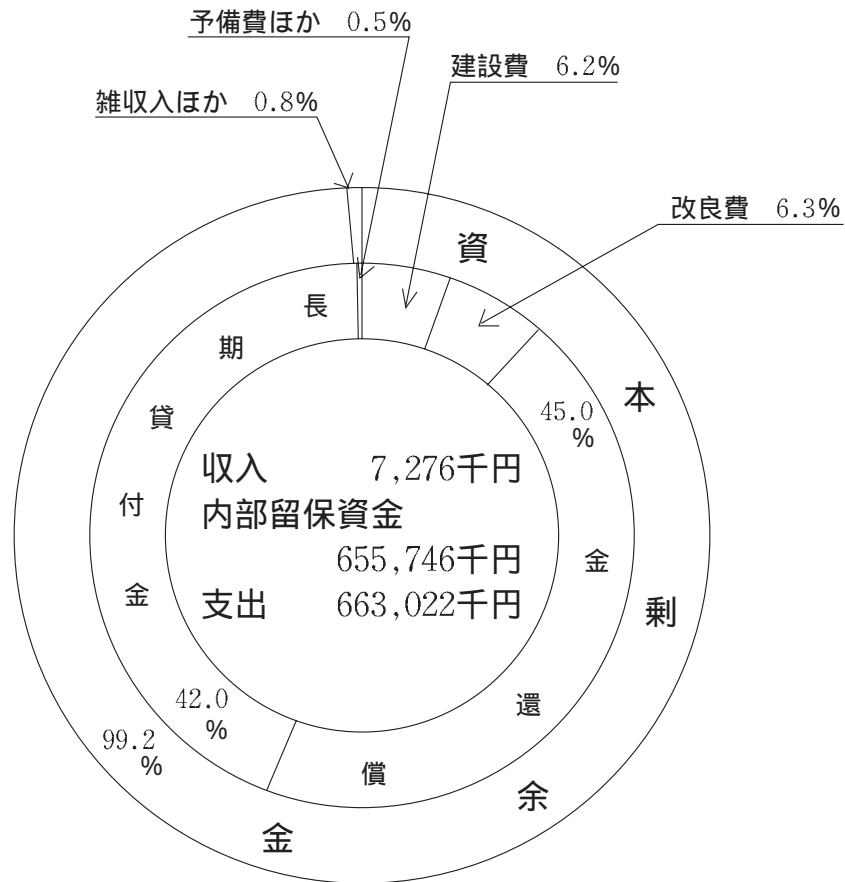 予備費ほか 0.5%
建設費 6.2%
雑収入ほか 0.8%
改良費 6.3%
資本剰余金
99.2%
償還金
45.0%
長期貸付金
42.0%
収入 7,276千円
内部留保資金
655,746千円
支出 663,022千円